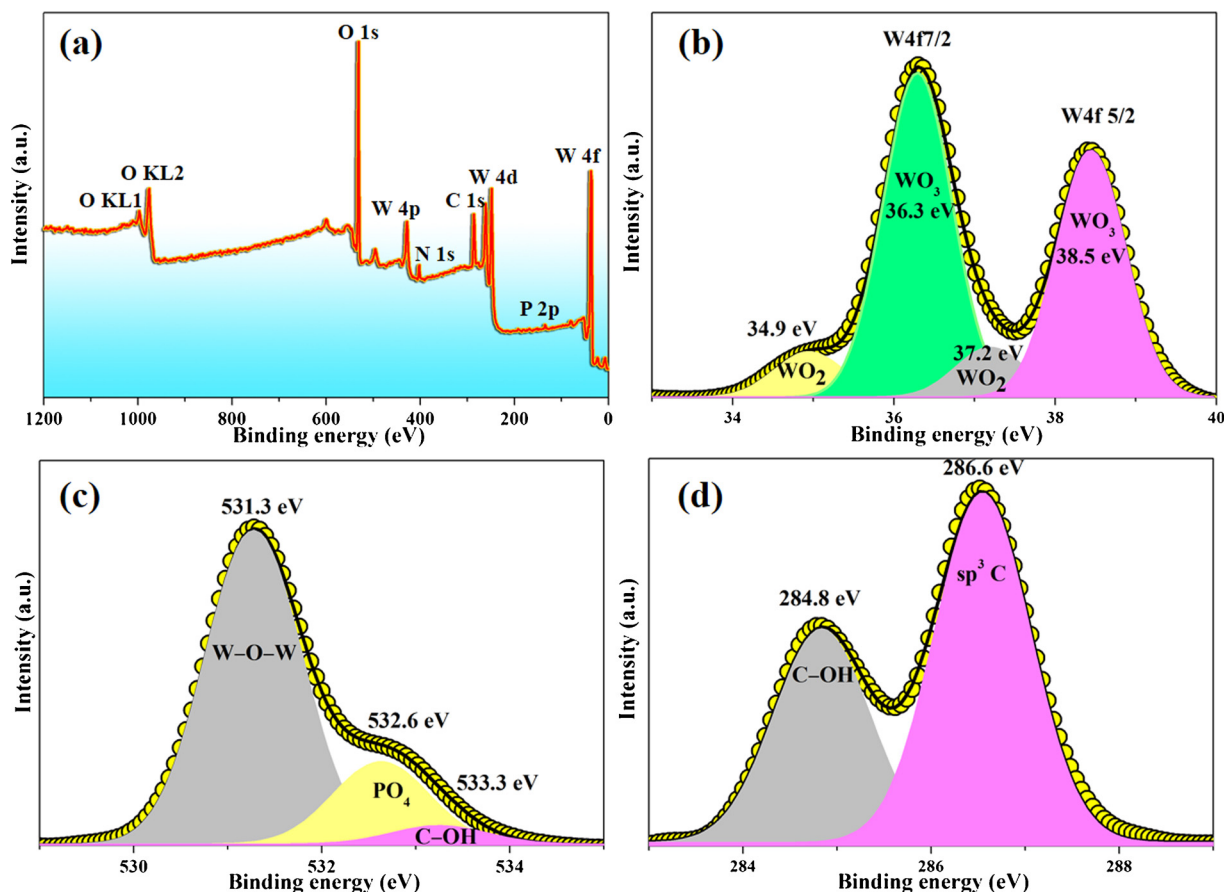 (a)
O 1s
O KL2
O KL1
W 4p
N 1s
C 1s
W 4d
P 2p
W 4f
Intensity (a.u.)
1200 1000 800 600 400 200 0
Binding energy (eV)
(b)
W4f7/2
W4f 5/2
WO3
36.3 eV
WO3
38.5 eV
34.9 eV
WO2
37.2 eV
WO2
Intensity (a.u.)
34 36 38 40
Binding energy (eV)
(c)
531.3 eV
W–O–W
532.6 eV
PO4
533.3 eV
C–OH
Intensity (a.u.)
530 532 534
Binding energy (eV)
(d)
286.6 eV
sp3 C
284.8 eV
C–OH
Intensity (a.u.)
284 286 288
Binding energy (eV)